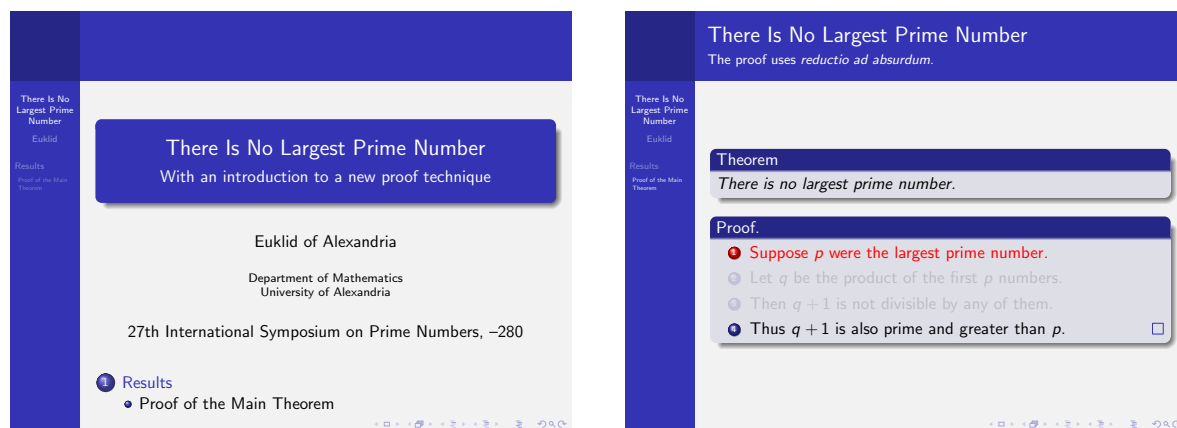 There Is No
Largest Prime
Number
Euklid
Results
Proof of the Main
Theorem
There Is No Largest Prime Number
With an introduction to a new proof technique
Euklid of Alexandria
Department of Mathematics
University of Alexandria
27th International Symposium on Prime Numbers, –280
1 Results
Proof of the Main Theorem
There Is No Largest Prime Number
The proof uses reductio ad absurdum.
There Is No
Largest Prime
Number
Euklid
Results
Proof of the Main
Theorem
Theorem
There is no largest prime number.
Proof.
1 Suppose p were the largest prime number.
2 Let q be the product of the first p numbers.
3 Then q + 1 is not divisible by any of them.
4 Thus q + 1 is also prime and greater than p. □